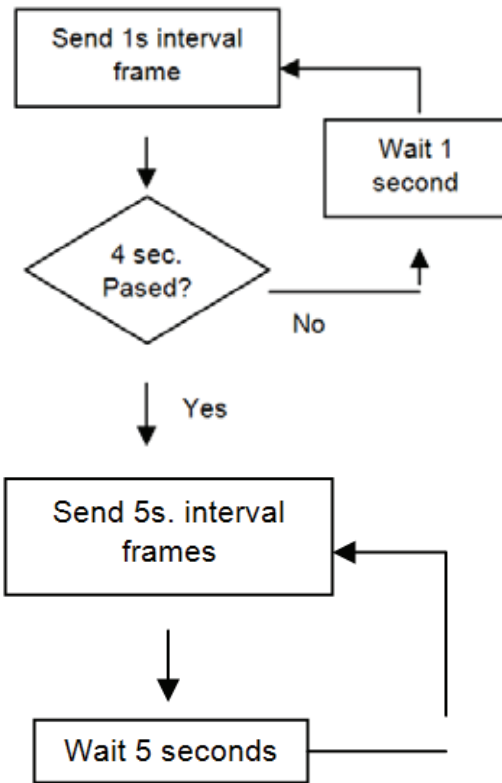 Send 1s interval
frame
Wait 1
second
4 sec.
Pased?
No
Yes
Send 5s. interval
frames
Wait 5 seconds